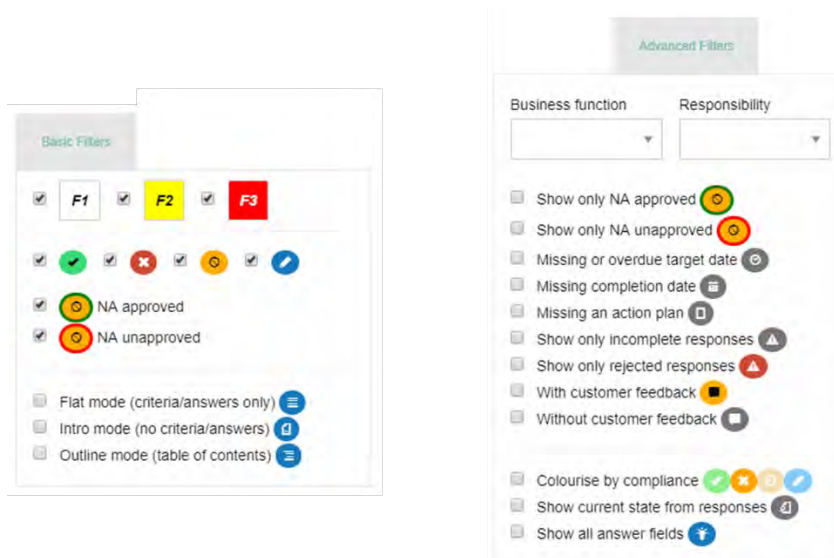 Basic Filters
F1 F2 F3
NA approved
NA unapproved
Flat mode (criteria/answers only)
Intro mode (no criteria/answers)
Outline mode (table of contents)
Advanced Filters
Business function Responsibility
Show only NA approved
Show only NA unapproved
Missing or overdue target date
Missing completion date
Missing an action plan
Show only incomplete responses
Show only rejected responses
With customer feedback
Without customer feedback
Colourise by compliance
Show current state from responses
Show all answer fields